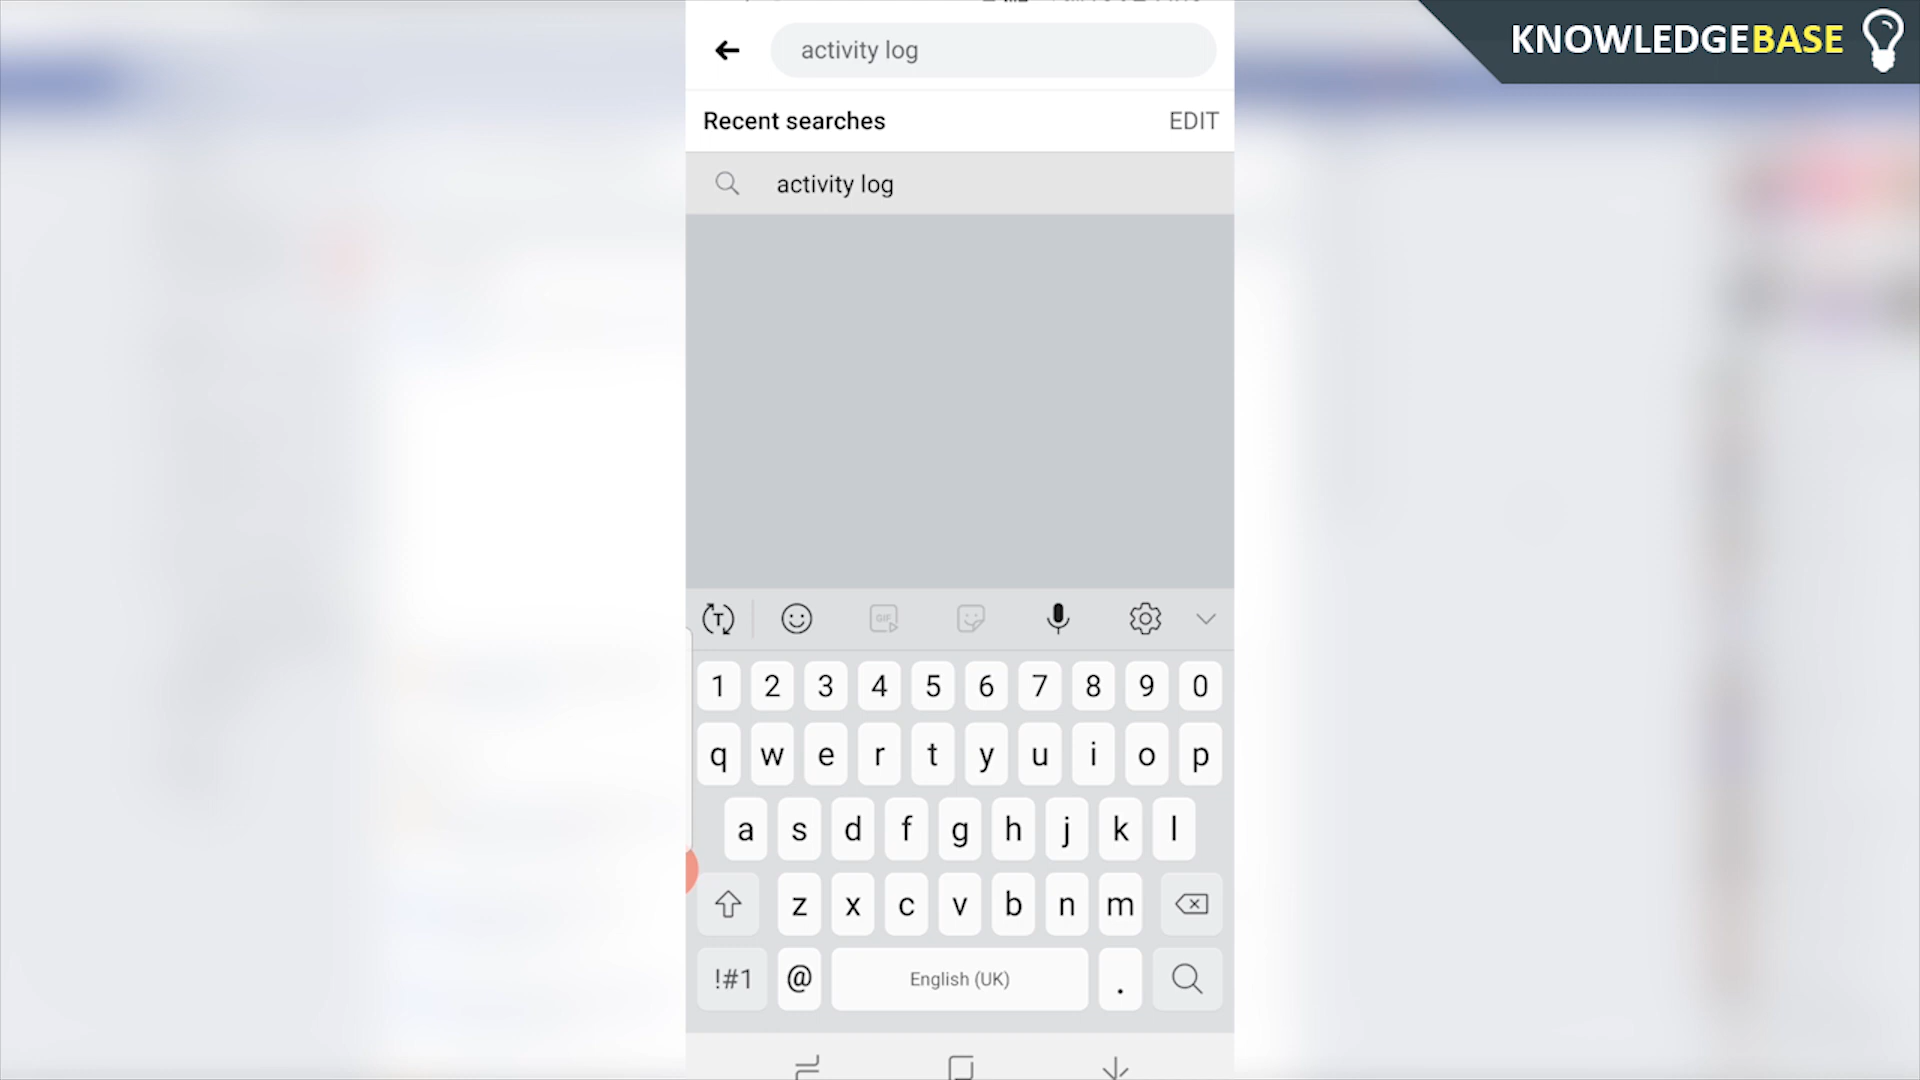 KNOWLEDGEBASE
activity log
Recent searches
EDIT
activity log
T
GIF
1 2 3 4 5 6 7 8 9 0
q w e r t y u i o p
a s d f g h j k l
z x c v b n m
!#1 @ English (UK) .